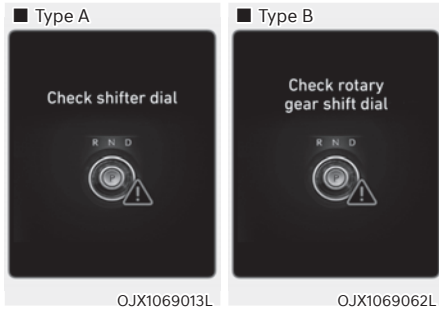 ■ Type A
Check shifter dial
R N D
P
OJX1069013L
■ Type B
Check rotary
gear shift dial
R N D
P
OJX1069062L